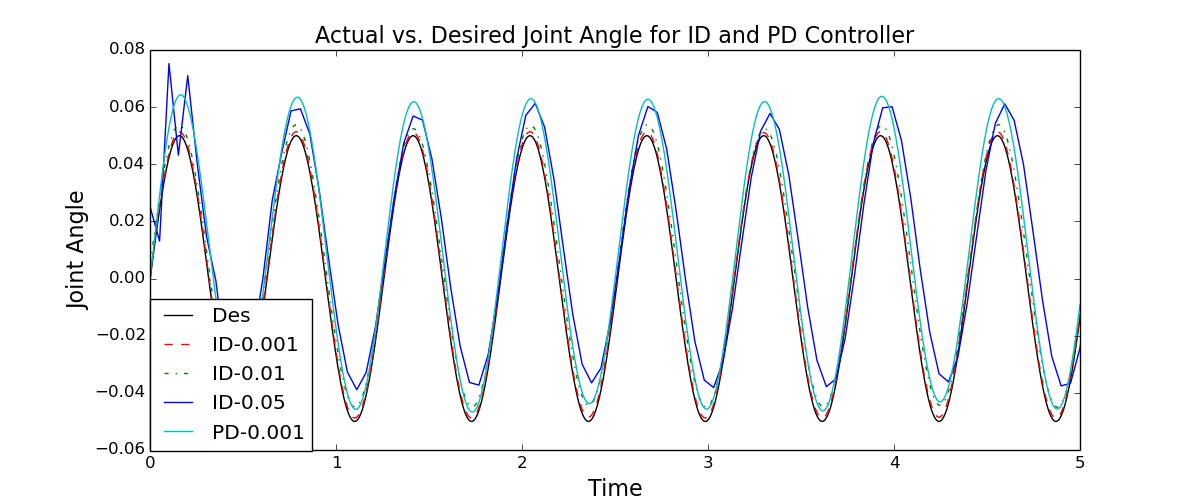 Actual vs. Desired Joint Angle for ID and PD Controller
0.08
0.06
0.04
0.02
0.00
−0.02
−0.04
−0.06
Joint Angle
Des
ID-0.001
ID-0.01
ID-0.05
PD-0.001
0 1 2 3 4 5
Time